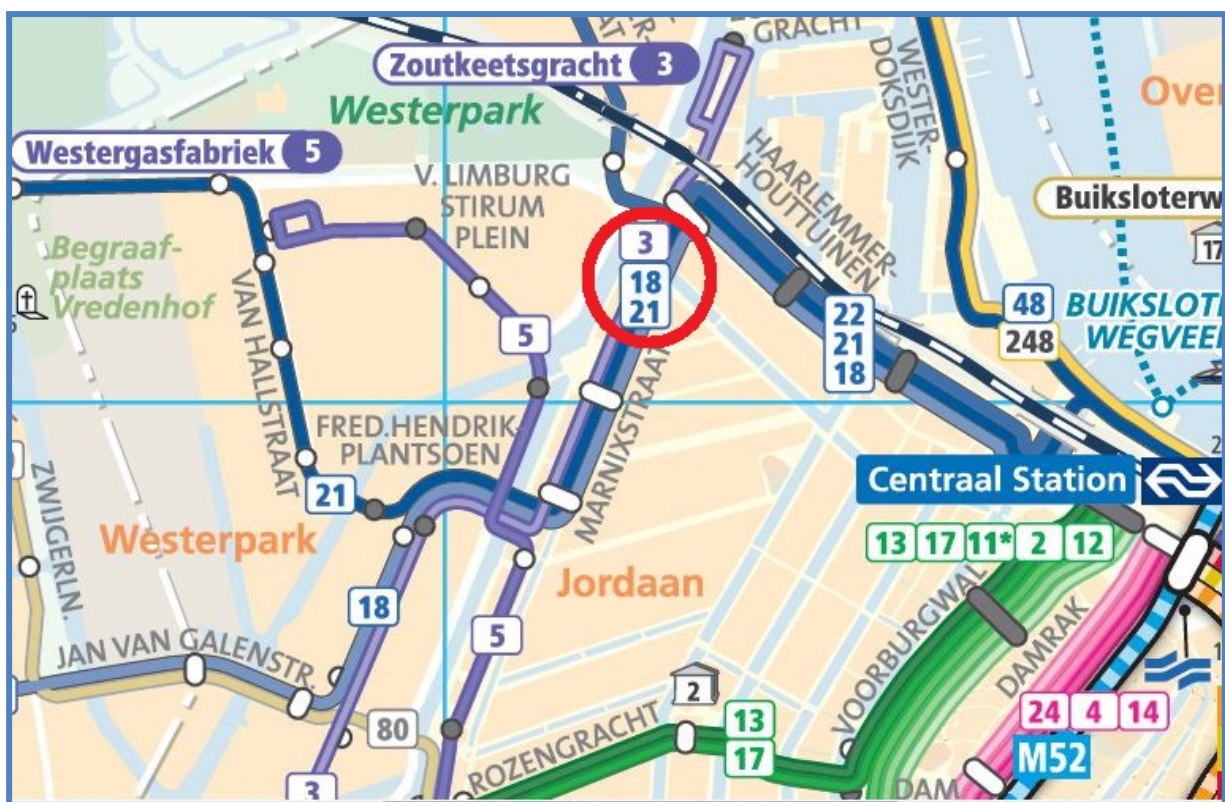 GRACHT
Zoutkeetsgracht 3
WESTER-
DOKSDIJK
Westerpark
Over
Westergasfabriek 5
V. LIMBURG
STIRUM
PLEIN
HAARLEMMER-
HOUTTUINEN
Buiksloterw
17
3
18
21
Begraaf-
plaats
Vredenhof
VAN HALLSTRAAT
5
22
21
18
48
248
BUIKSLOT
WEGVEE
MARNIXSTRAAT
FRED.HENDRIK-
PLANTSOEN
21
Centraal Station
ZWIJGERLN.
Westerpark
13 17 11* 2 12
18
Jordaan
5
JAN VAN GALENSTR.
VOORBURGWAL
DAMRAK
2
80
ROZENGRACHT
13
17
24 4 14
M52
3
DAM